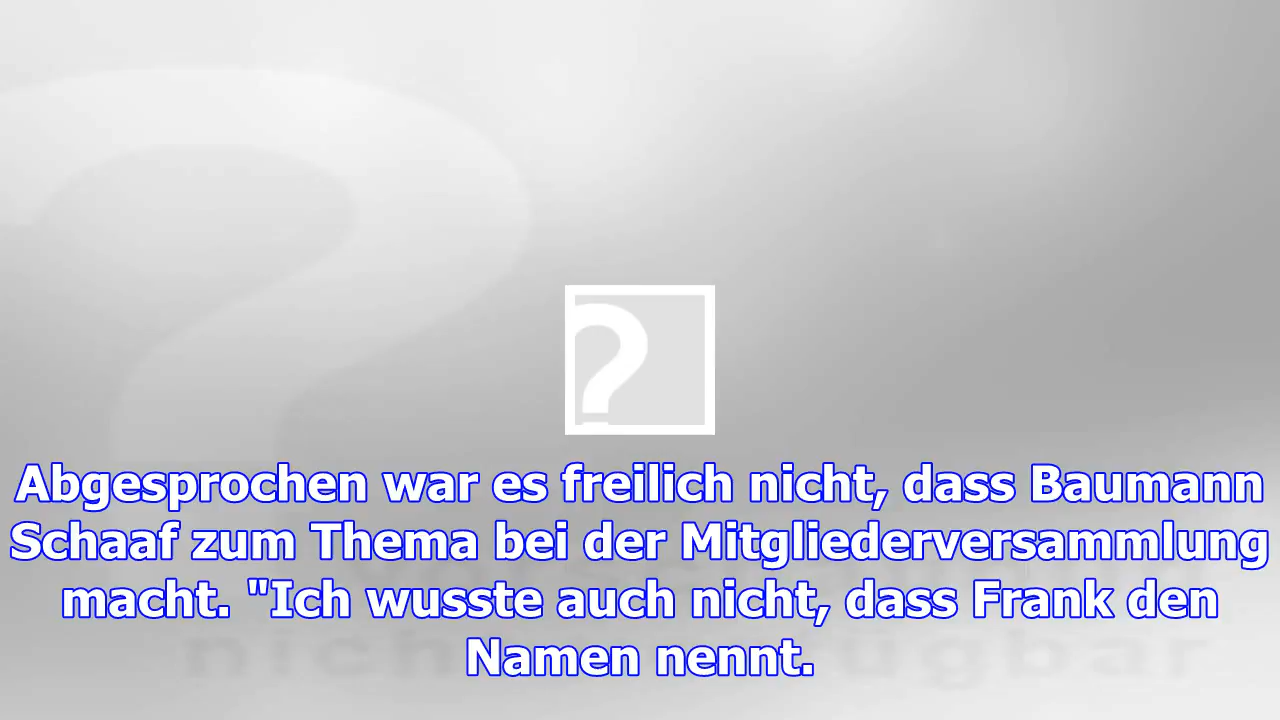 Abgesprochen war es freilich nicht, dass Baumann
Schaaf zum Thema bei der Mitgliederversammlung
macht. "Ich wusste auch nicht, dass Frank den
Namen nennt.